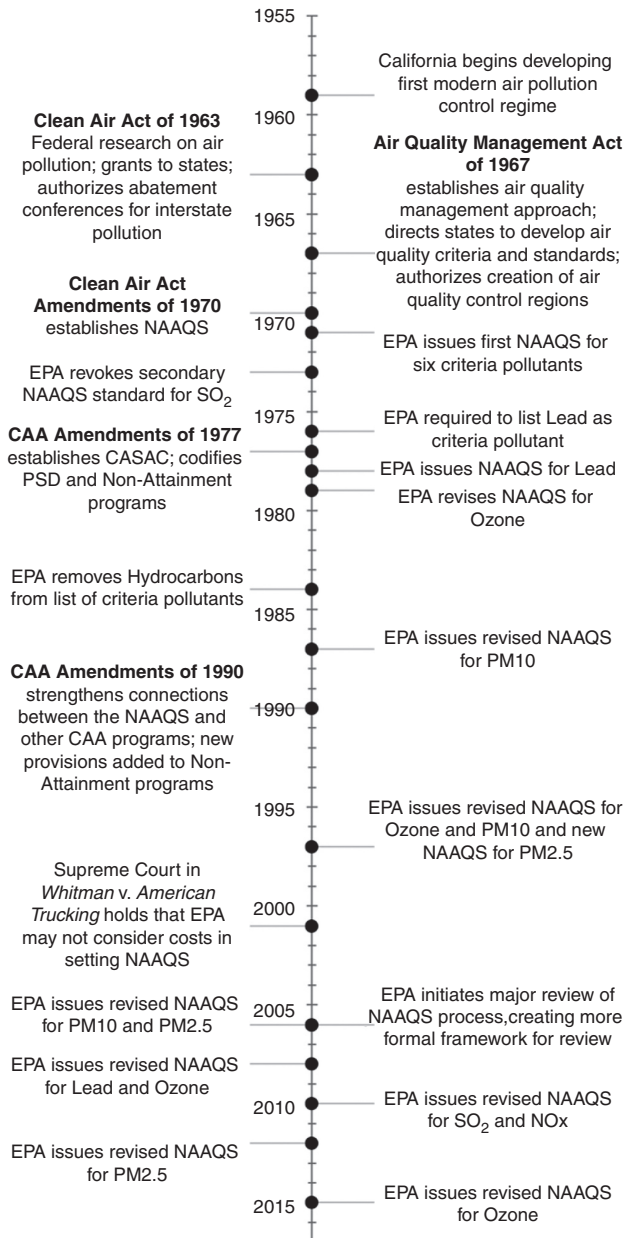 1955
California begins developing
first modern air pollution
control regime
1960
Clean Air Act of 1963
Federal research on air
pollution; grants to states;
authorizes abatement
conferences for interstate
pollution
Air Quality Management Act
of 1967
establishes air quality
management approach;
directs states to develop air
quality criteria and standards;
authorizes creation of air
quality control regions
1965
Clean Air Act
Amendments of 1970
establishes NAAQS
1970
EPA issues first NAAQS for
six criteria pollutants
EPA revokes secondary
NAAQS standard for SO2
1975
EPA required to list Lead as
criteria pollutant
CAA Amendments of 1977
establishes CASAC; codifies
PSD and Non-Attainment
programs
EPA issues NAAQS for Lead
EPA revises NAAQS for
Ozone
1980
EPA removes Hydrocarbons
from list of criteria pollutants
1985
EPA issues revised NAAQS
for PM10
CAA Amendments of 1990
strengthens connections
between the NAAQS and
other CAA programs; new
provisions added to Non-
Attainment programs
1990
1995
EPA issues revised NAAQS for
Ozone and PM10 and new
NAAQS for PM2.5
Supreme Court in
Whitman v. American
Trucking holds that EPA
may not consider costs in
setting NAAQS
2000
EPA issues revised NAAQS
for PM10 and PM2.5
2005
EPA initiates major review of
NAAQS process,creating more
formal framework for review
EPA issues revised NAAQS
for Lead and Ozone
2010
EPA issues revised NAAQS
for SO2 and NOx
EPA issues revised NAAQS
for PM2.5
2015
EPA issues revised NAAQS
for Ozone